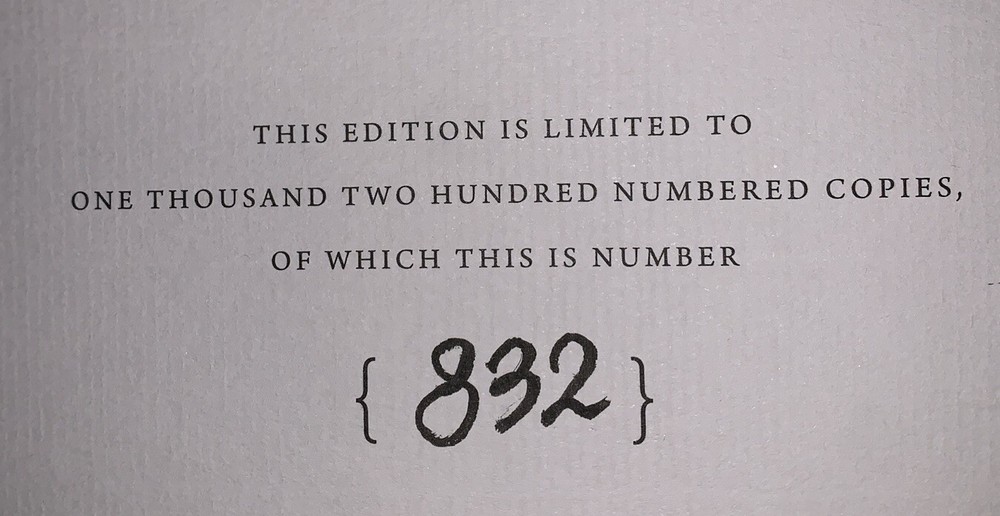 THIS EDITION IS LIMITED TO
ONE THOUSAND TWO HUNDRED NUMBERED COPIES,
OF WHICH THIS IS NUMBER
{ 832 }